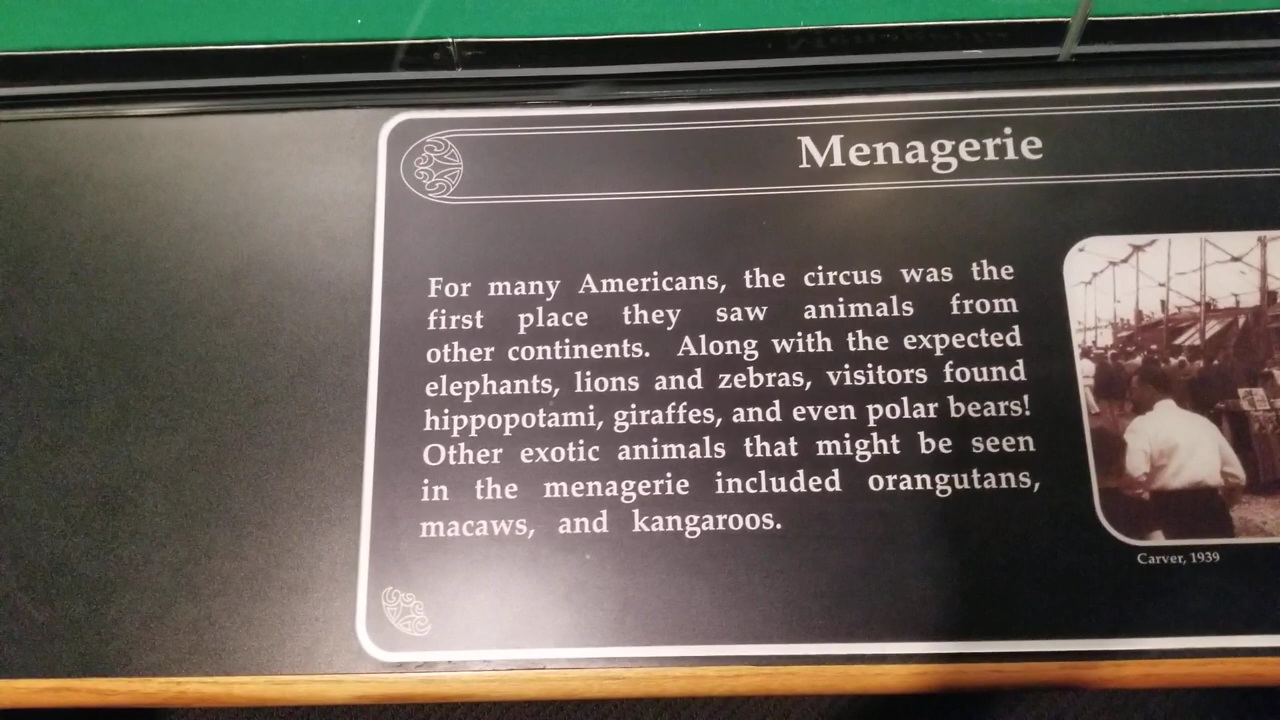 Menagerie
For many Americans, the circus was the
first place they saw animals from
other continents. Along with the expected
elephants, lions and zebras, visitors found
hippopotami, giraffes, and even polar bears!
Other exotic animals that might be seen
in the menagerie included orangutans,
macaws, and kangaroos.
Carver, 1939